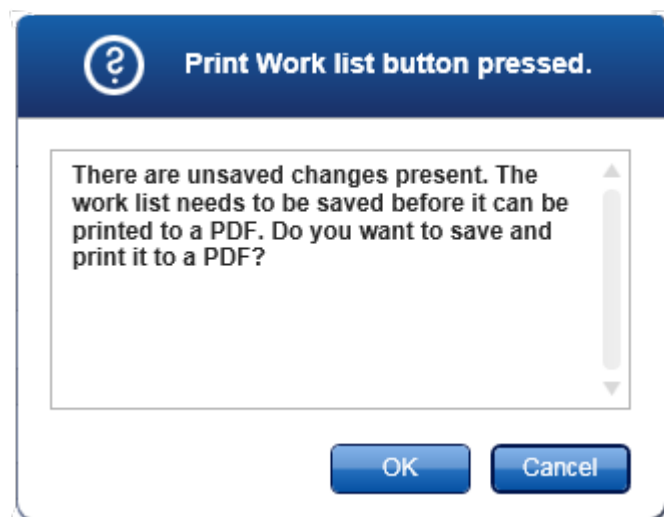 Print Work list button pressed.
There are unsaved changes present. The
work list needs to be saved before it can be
printed to a PDF. Do you want to save and
print it to a PDF?
OK
Cancel